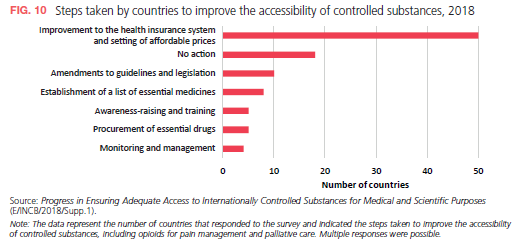 FIG. 10 Steps taken by countries to improve the accessibility of controlled substances, 2018
Improvement to the health insurance system
and setting of affordable prices
No action
Amendments to guidelines and legislation
Establishment of a list of essential medicines
Awareness-raising and training
Procurement of essential drugs
Monitoring and management
0 10 20 30 40 50
Number of countries
Source: Progress in Ensuring Adequate Access to Internationally Controlled Substances for Medical and Scientific Purposes
(E/INCB/2018/Supp.1).
Note: The data represent the number of countries that responded to the survey and indicated the steps taken to improve the accessibility
of controlled substances, including opioids for pain management and palliative care. Multiple responses were possible.